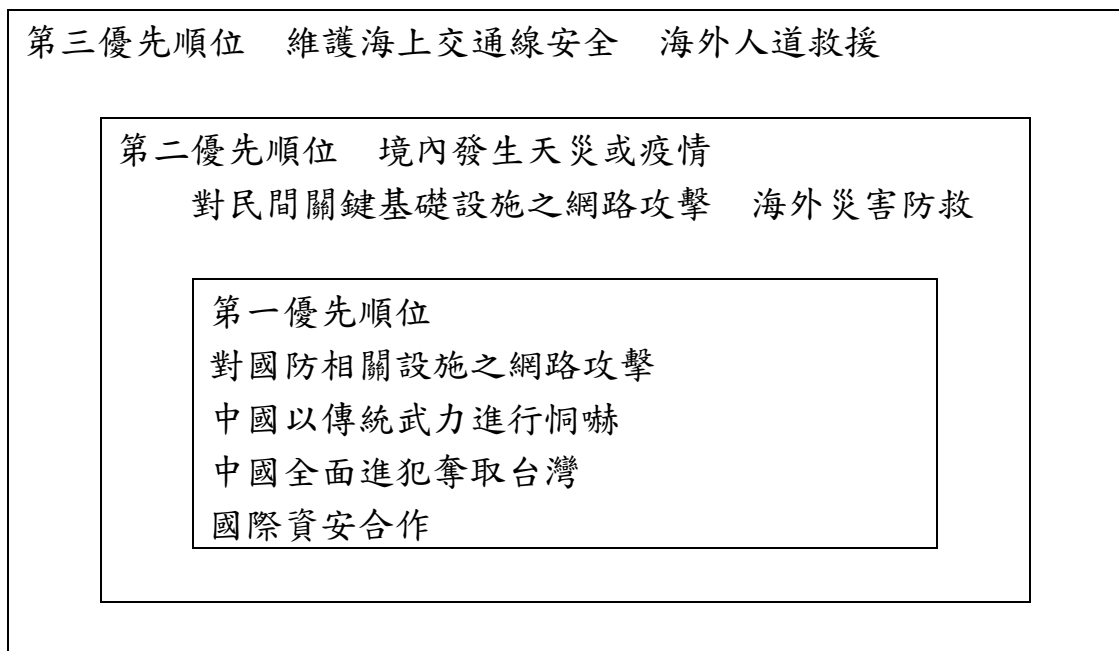 第三優先順位　維護海上交通線安全　海外人道救援
第二優先順位　境內發生天災或疫情
對民間關鍵基礎設施之網路攻擊　海外災害防救
第一優先順位
對國防相關設施之網路攻擊
中國以傳統武力進行恫嚇
中國全面進犯奪取台灣
國際資安合作